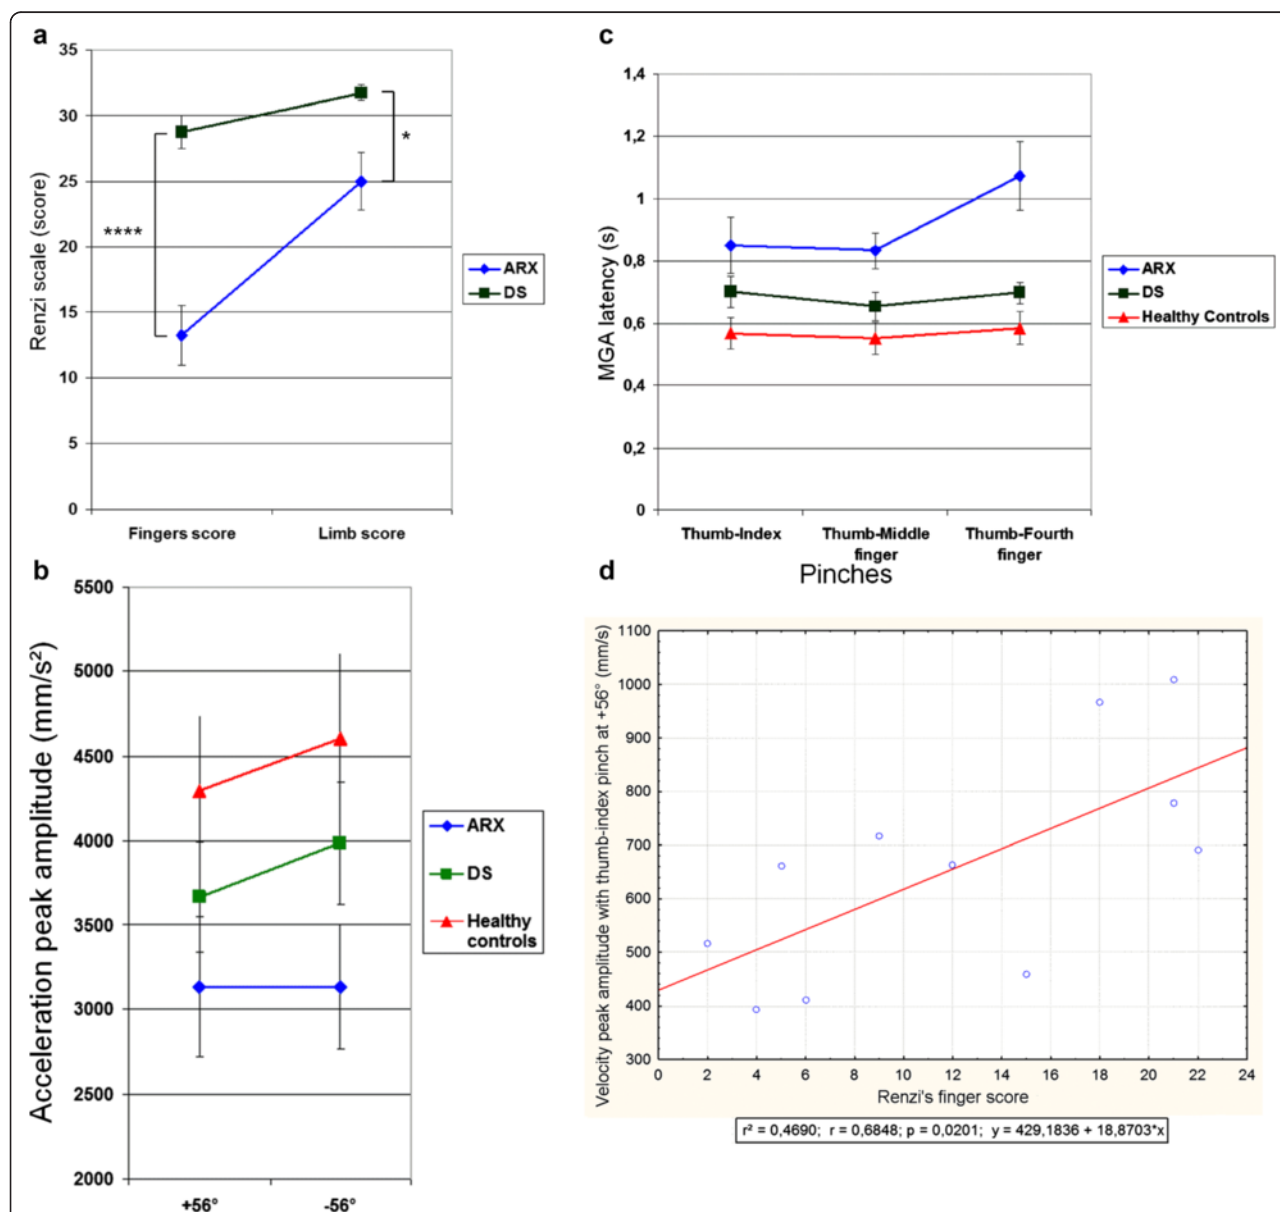 a
35
30
25
20
15
10
5
0
Renzi scale (score)
****
*
ARX
DS
Fingers score
Limb score
c
1,4
1,2
1
0,8
0,6
0,4
0,2
0
MGA latency (s)
ARX
DS
Healthy Controls
Thumb-Index
Thumb-Middle
finger
Thumb-Fourth
finger
Pinches
b
5500
5000
4500
4000
3500
3000
2500
2000
Acceleration peak amplitude (mm/s²)
ARX
DS
Healthy
controls
+56°
-56°
d
Velocity peak amplitude with thumb-index pinch at +56° (mm/s)
1100
1000
900
800
700
600
500
400
300
0 2 4 6 8 10 12 14 16 18 20 22 24
Renzi's finger score
r² = 0,4690; r = 0,6848; p = 0,0201; y = 429,1836 + 18,8703*x